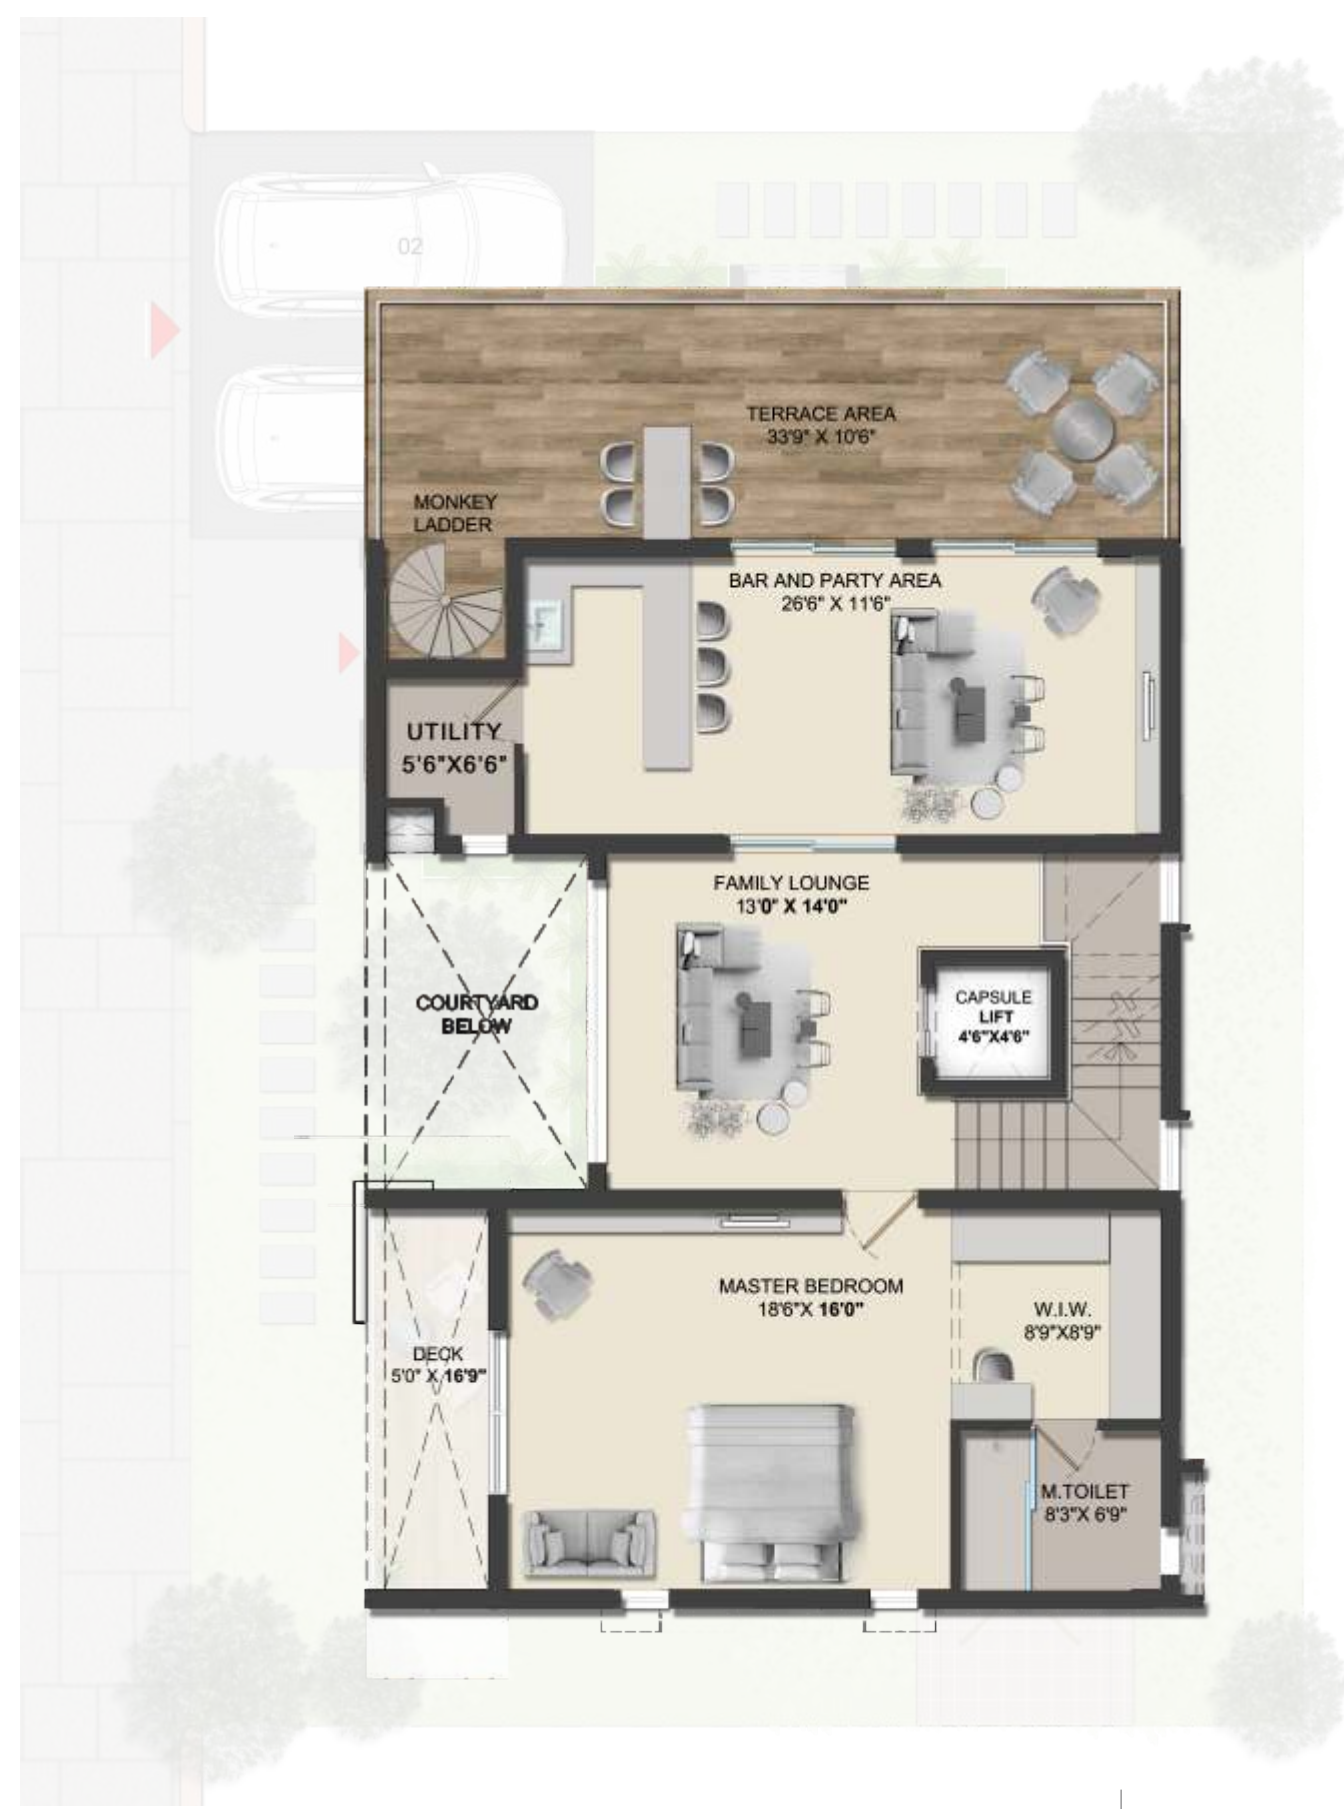 02
TERRACE AREA
33'9" X 10'6"
MONKEY
LADDER
BAR AND PARTY AREA
26'6" X 11'6"
UTILITY
5'6"X6'6"
FAMILY LOUNGE
13'0" X 14'0"
COURTYARD
BELOW
CAPSULE
LIFT
4'6"X4'6"
MASTER BEDROOM
18'6"X 16'0"
W.I.W.
8'9"X8'9"
DECK
5'0" X 16'9"
M.TOILET
8'3"X 6'9"